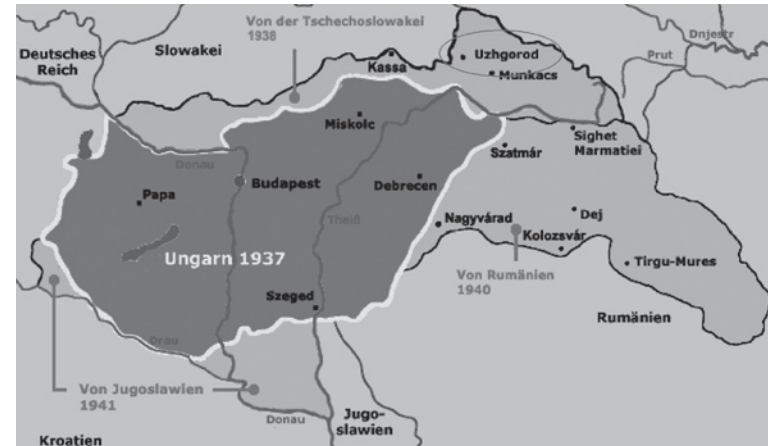 Von der Tschechoslowakei
1938
Dnjestr
Deutsches
Reich
Slowakei
Uzhgorod
Prut
Kassa
Munkacs
Miskolc
Sighet
Marmatiei
Donau
Szatmár
Papa
Budapest
Debrecen
Theiß
Nagyvárad
Dej
Kolozsvár
Ungarn 1937
Tirgu-Mures
Von Rumänien
1940
Szeged
Rumänien
Drau
Von Jugoslawien
1941
Donau
Jugo-
slawien
Kroatien